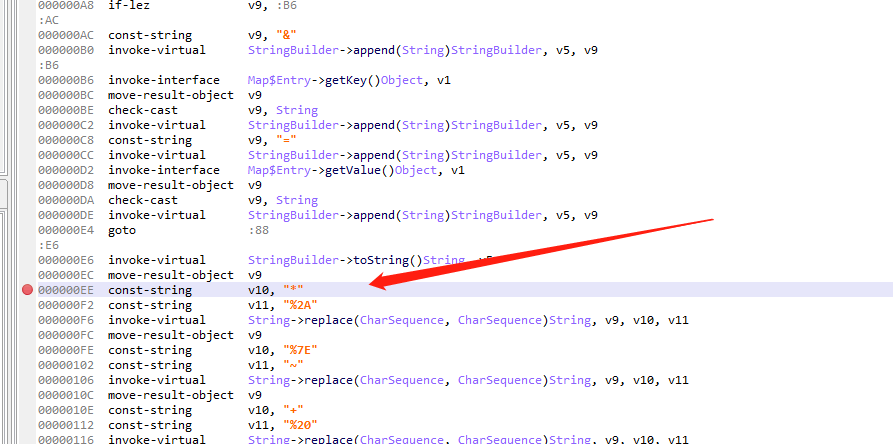 000000A8 if-lez v9, :B6
:AC
000000AC const-string v9, "&"
000000B0 invoke-virtual StringBuilder->append(String)StringBuilder, v5, v9
:B6
000000B6 invoke-interface Map$Entry->getKey()Object, v1
000000BC move-result-object v9
000000BE check-cast v9, String
000000C2 invoke-virtual StringBuilder->append(String)StringBuilder, v5, v9
000000C8 const-string v9, "="
000000CC invoke-virtual StringBuilder->append(String)StringBuilder, v5, v9
000000D2 invoke-interface Map$Entry->getValue()Object, v1
000000D8 move-result-object v9
000000DA check-cast v9, String
000000DE invoke-virtual StringBuilder->append(String)StringBuilder, v5, v9
000000E4 goto :88
:E6
000000E6 invoke-virtual StringBuilder->toString()String, v5
000000EC move-result-object v9
000000EE const-string v10, "*"
000000F2 const-string v11, "%2A"
000000F6 invoke-virtual String->replace(CharSequence, CharSequence)String, v9, v10, v11
000000FC move-result-object v9
000000FE const-string v10, "%7E"
00000102 const-string v11, "~"
00000106 invoke-virtual String->replace(CharSequence, CharSequence)String, v9, v10, v11
0000010C move-result-object v9
0000010E const-string v10, "+"
00000112 const-string v11, "%20"
00000116 invoke-virtual String->replace(CharSequence, CharSequence)String, v9, v10, v11